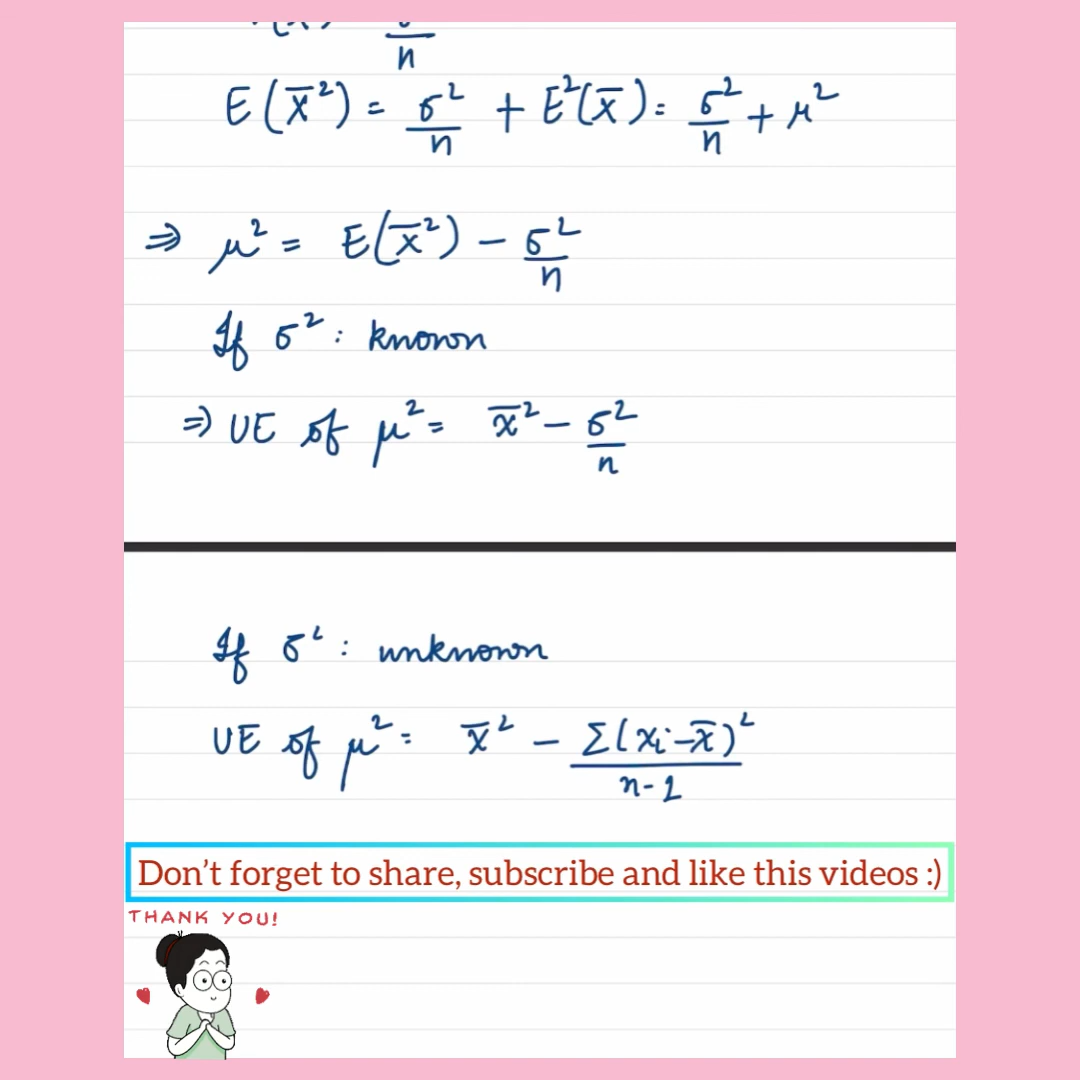 n
E(x̄²) = σ²/n + E²(x̄) = σ²/n + μ²
⇒ μ² = E(x̄²) − σ²/n
If σ² : known
⇒ UE of μ² = x̄² − σ²/n
If σ² : unknown
UE of μ² = x̄² − Σ(xᵢ−x̄)²/n-1
Don’t forget to share, subscribe and like this videos :)
THANK YOU!